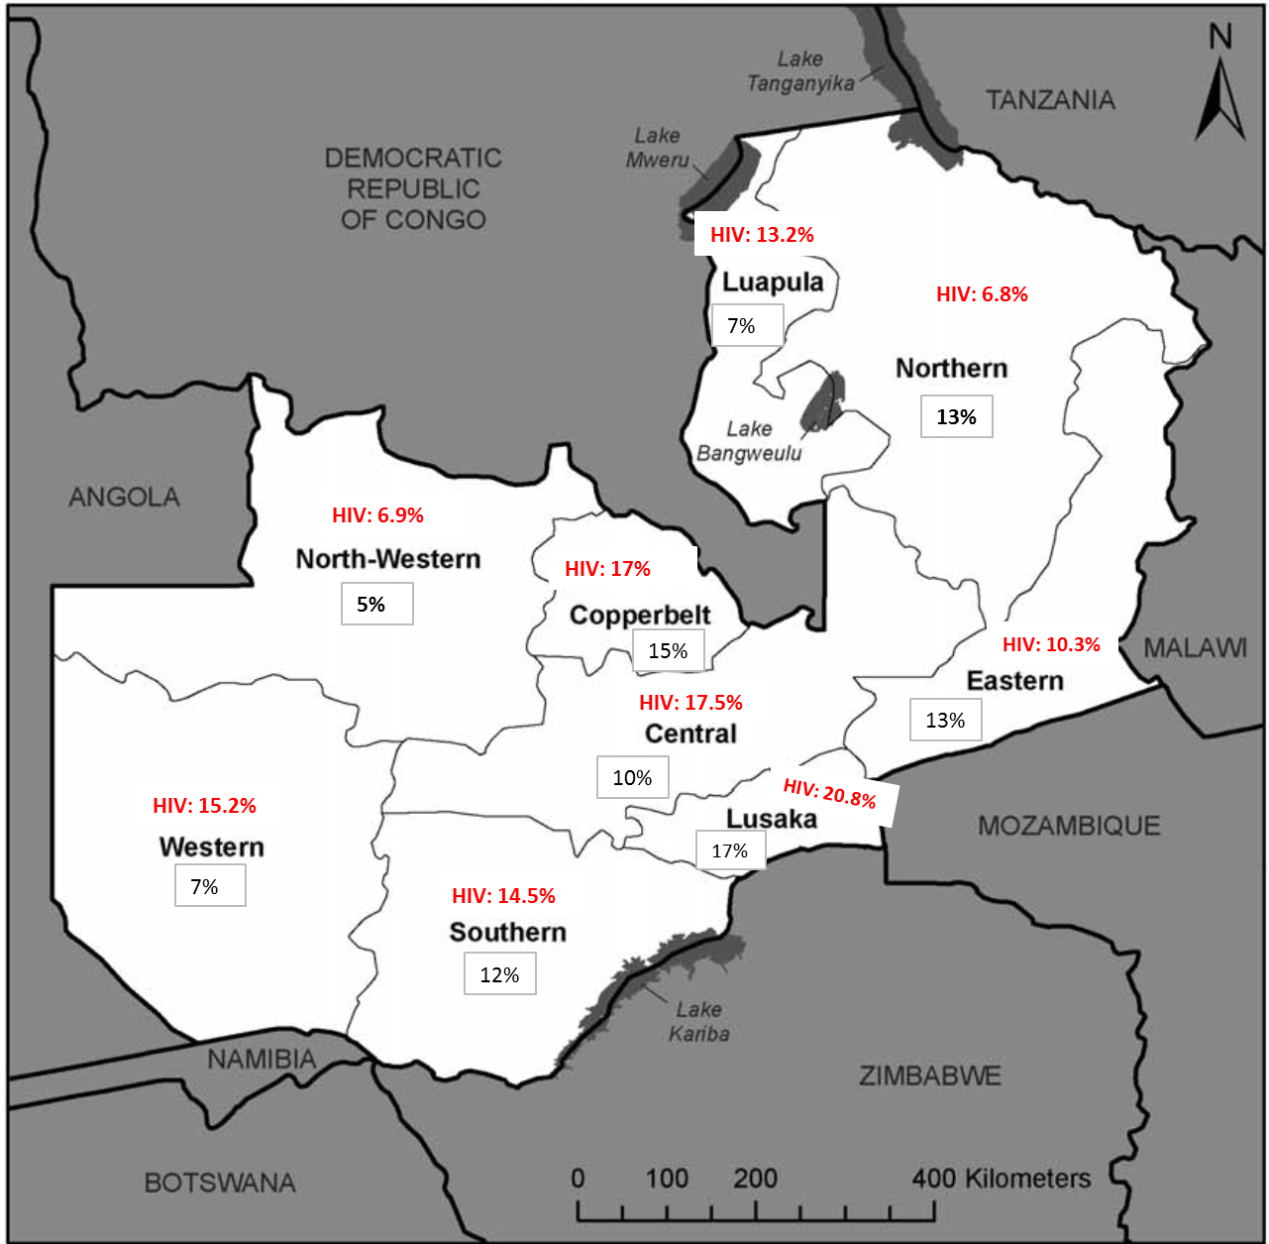 N
Lake
Tanganyika
TANZANIA
Lake
Mweru
DEMOCRATIC
REPUBLIC
OF CONGO
HIV: 13.2%
Luapula
7%
HIV: 6.8%
Northern
13%
Lake
Bangweulu
ANGOLA
HIV: 6.9%
North-Western
5%
HIV: 17%
Copperbelt
15%
HIV: 10.3%
Eastern
13%
MALAWI
HIV: 17.5%
Central
10%
HIV: 20.8%
Lusaka
17%
MOZAMBIQUE
HIV: 15.2%
Western
7%
HIV: 14.5%
Southern
12%
Lake
Kariba
NAMIBIA
ZIMBABWE
BOTSWANA
0 100 200 400 Kilometers